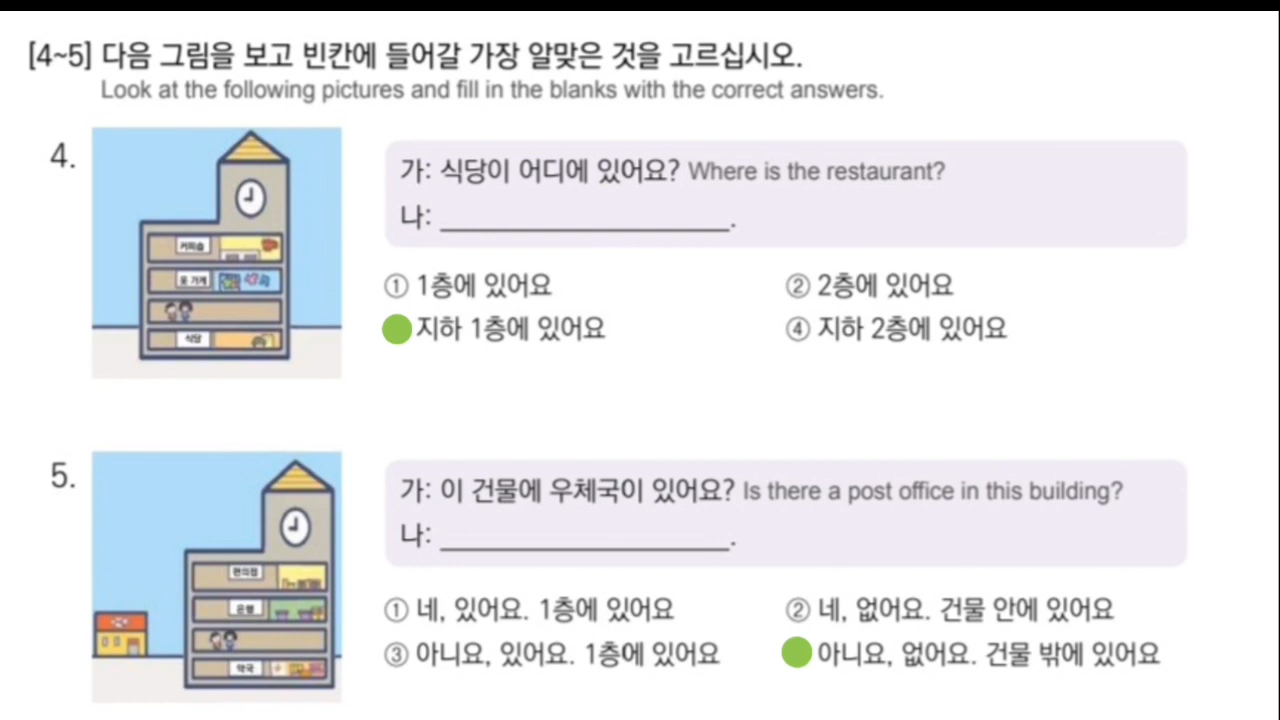 [4~5] 다음 그림을 보고 빈칸에 들어갈 가장 알맞은 것을 고르십시오.
Look at the following pictures and fill in the blanks with the correct answers.
4.
커피숍
옷 가게
식당
가: 식당이 어디에 있어요? Where is the restaurant?
나: ____________________.
① 1층에 있어요
② 2층에 있어요
지하 1층에 있어요
④ 지하 2층에 있어요
5.
편의점
은행
약국
가: 이 건물에 우체국이 있어요? Is there a post office in this building?
나: ____________________.
① 네, 있어요. 1층에 있어요
② 네, 없어요. 건물 안에 있어요
③ 아니요, 있어요. 1층에 있어요
아니요, 없어요. 건물 밖에 있어요